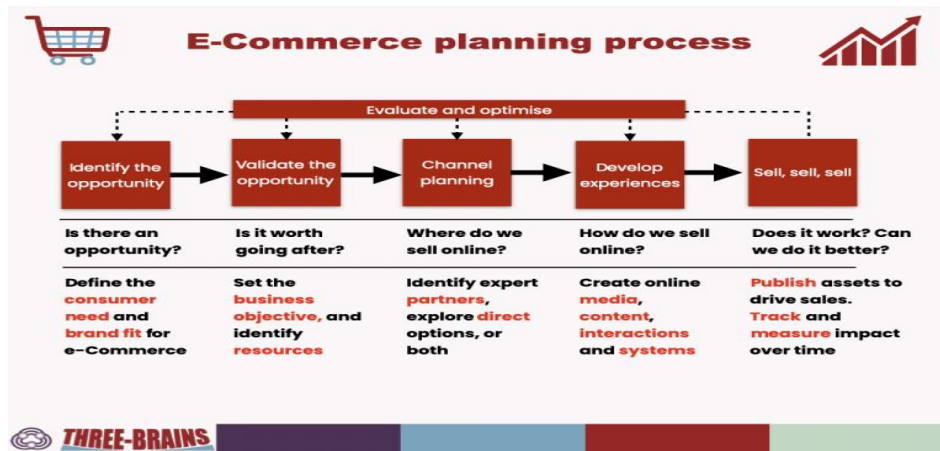 E-Commerce planning process
Evaluate and optimise
Identify the
opportunity
Validate the
opportunity
Channel
planning
Develop
experiences
Sell, sell, sell
Is there an
opportunity?
Is it worth
going after?
Where do we
sell online?
How do we sell
online?
Does it work? Can
we do it better?
Define the
consumer
need and
brand fit for
e-Commerce
Set the
business
objective, and
identify
resources
Identify expert
partners,
explore direct
options, or
both
Create online
media,
content,
interactions
and systems
Publish assets to
drive sales.
Track and
measure impact
over time
THREE-BRAINS